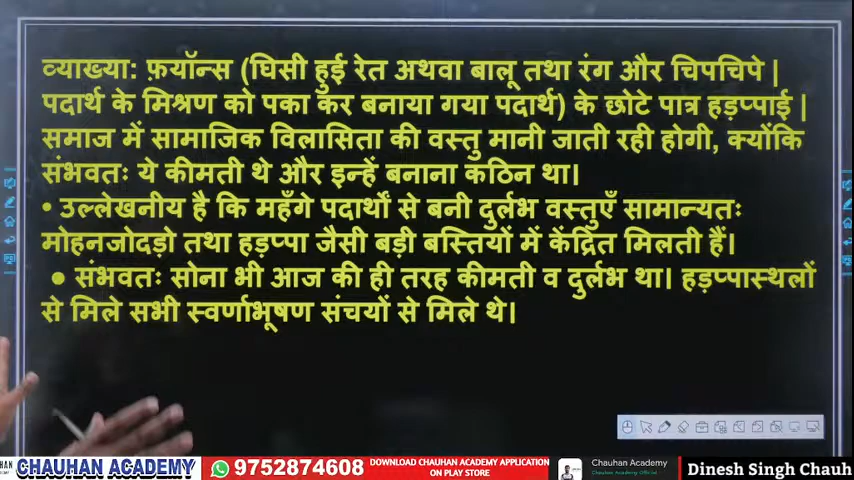 व्याख्या: फ़यॉन्स (घिसी हुई रेत अथवा बालू तथा रंग और चिपचिपे |
पदार्थ के मिश्रण को पका कर बनाया गया पदार्थ) के छोटे पात्र हड़प्पाई |
समाज में सामाजिक विलासिता की वस्तु मानी जाती रही होगी, क्योंकि
संभवतः ये कीमती थे और इन्हें बनाना कठिन था।
• उल्लेखनीय है कि महँगे पदार्थों से बनी दुर्लभ वस्तुएँ सामान्यतः
मोहनजोदड़ो तथा हड़प्पा जैसी बड़ी बस्तियों में केंद्रित मिलती हैं।
● संभवतः सोना भी आज की ही तरह कीमती व दुर्लभ था। हड़प्पास्थलों
से मिले सभी स्वर्णाभूषण संचयों से मिले थे।
CHAUHAN ACADEMY
9752874608
DOWNLOAD CHAUHAN ACADEMY APPLICATION
ON PLAY STORE
Chauhan Academy
Dinesh Singh Chauh